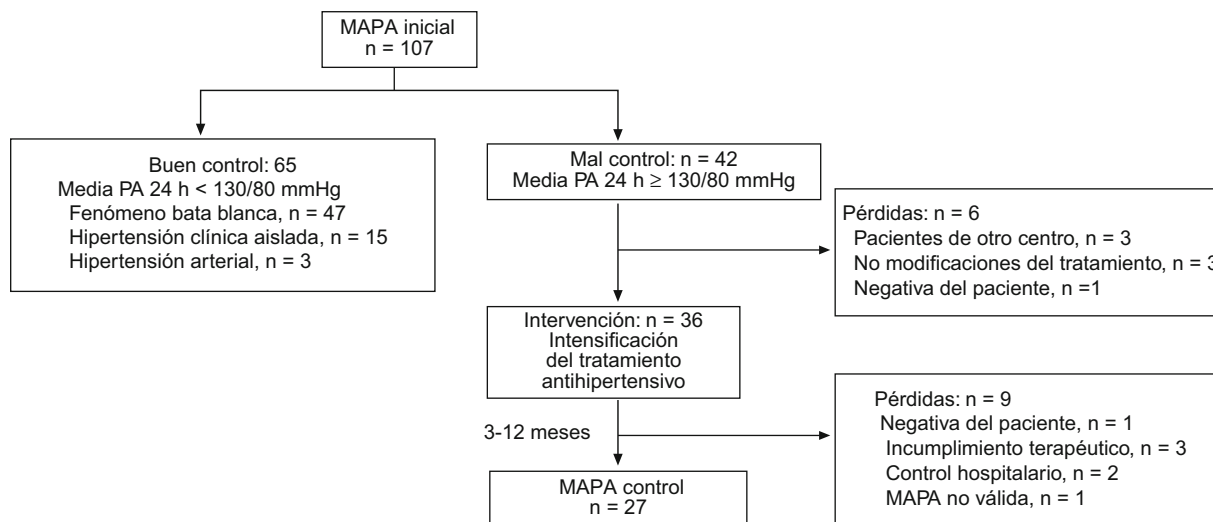 MAPA inicial
n = 107
Buen control: 65
Media PA 24 h < 130/80 mmHg
Fenómeno bata blanca, n = 47
Hipertensión clínica aislada, n = 15
Hipertensión arterial, n = 3
Mal control: n = 42
Media PA 24 h ≥ 130/80 mmHg
Pérdidas: n = 6
Pacientes de otro centro, n = 3
No modificaciones del tratamiento, n = 3
Negativa del paciente, n =1
Intervención: n = 36
Intensificación
del tratamiento
antihipertensivo
3-12 meses
Pérdidas: n = 9
Negativa del paciente, n = 1
Incumplimiento terapéutico, n = 3
Control hospitalario, n = 2
MAPA no válida, n = 1
MAPA control
n = 27